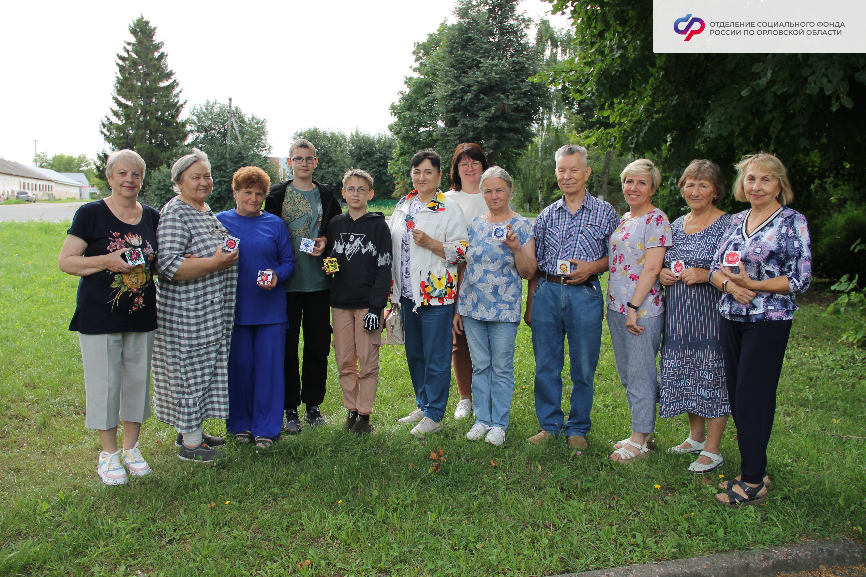 ОТДЕЛЕНИЕ СОЦИАЛЬНОГО ФОНДА
РОССИИ ПО ОРЛОВСКОЙ ОБЛАСТИ